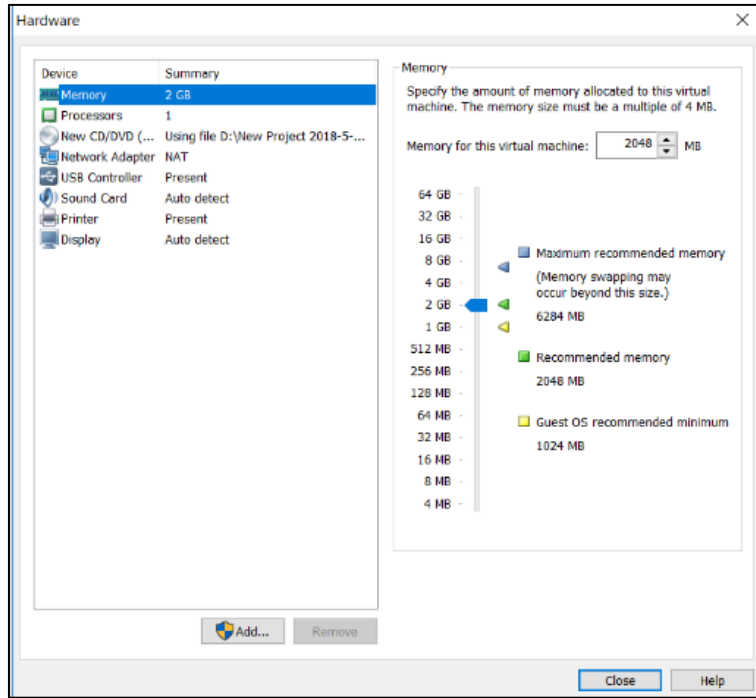 Hardware
Device Summary
Memory 2 GB
Processors 1
New CD/DVD (... Using file D:\New Project 2018-5-...
Network Adapter NAT
USB Controller Present
Sound Card Auto detect
Printer Present
Display Auto detect
Add...
Remove
Memory
Specify the amount of memory allocated to this virtual
machine. The memory size must be a multiple of 4 MB.
Memory for this virtual machine: 2048 MB
64 GB
32 GB
16 GB
8 GB
4 GB
2 GB
1 GB
512 MB
256 MB
128 MB
64 MB
32 MB
16 MB
8 MB
4 MB
Maximum recommended memory
(Memory swapping may
occur beyond this size.)
6284 MB
Recommended memory
2048 MB
Guest OS recommended minimum
1024 MB
Close
Help